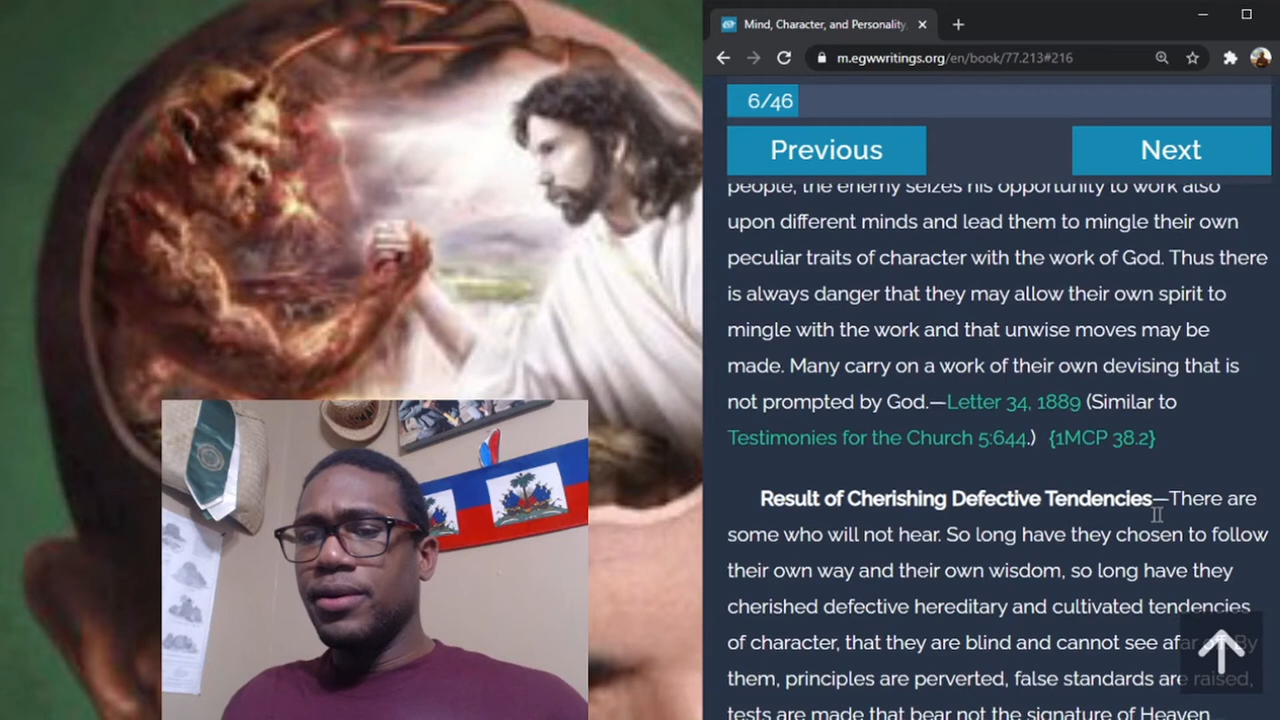 Mind, Character, and Personality,
m.egwwritings.org/en/book/77.213#216
6/46
Previous
Next
people, the enemy seizes his opportunity to work also
upon different minds and lead them to mingle their own
peculiar traits of character with the work of God. Thus there
is always danger that they may allow their own spirit to
mingle with the work and that unwise moves may be
made. Many carry on a work of their own devising that is
not prompted by God.—Letter 34, 1889 (Similar to
Testimonies for the Church 5:644.) {1MCP 38.2}
Result of Cherishing Defective Tendencies—There are
some who will not hear. So long have they chosen to follow
their own way and their own wisdom, so long have they
cherished defective hereditary and cultivated tendencies
of character, that they are blind and cannot see afar off. By
them, principles are perverted, false standards are raised,
tests are made that bear not the signature of Heaven